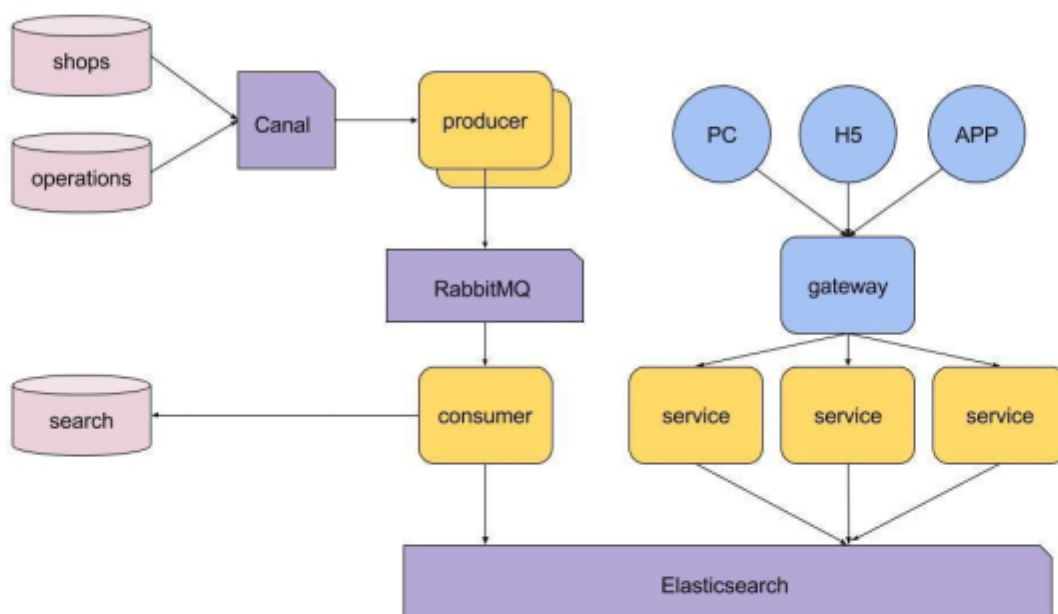 shops
operations
Canal
producer
PC
H5
APP
RabbitMQ
gateway
search
consumer
service
service
service
Elasticsearch